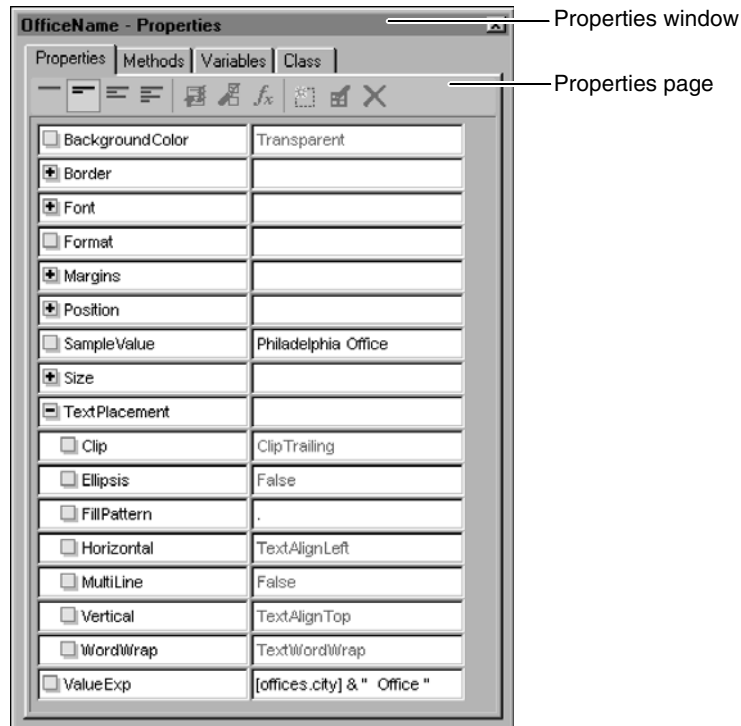 OfficeName - Properties
Properties window
Properties Methods Variables Class
Properties page
fx
BackgroundColor Transparent
Border
Font
Format
Margins
Position
SampleValue Philadelphia Office
Size
TextPlacement
Clip ClipTrailing
Ellipsis False
FillPattern .
Horizontal TextAlignLeft
MultiLine False
Vertical TextAlignTop
WordWrap TextWordWrap
ValueExp [offices.city] & "  Office "